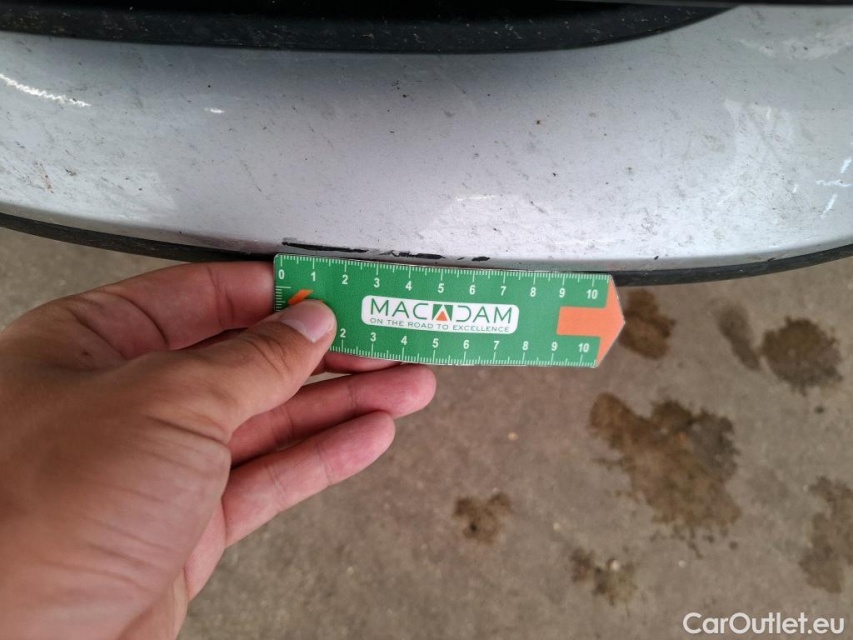 0 1 2 3 4 5 6 7 8 9 10
MACADAM
ON THE ROAD TO EXCELLENCE
2 3 4 5 6 7 8 9 10
CarOutlet.eu